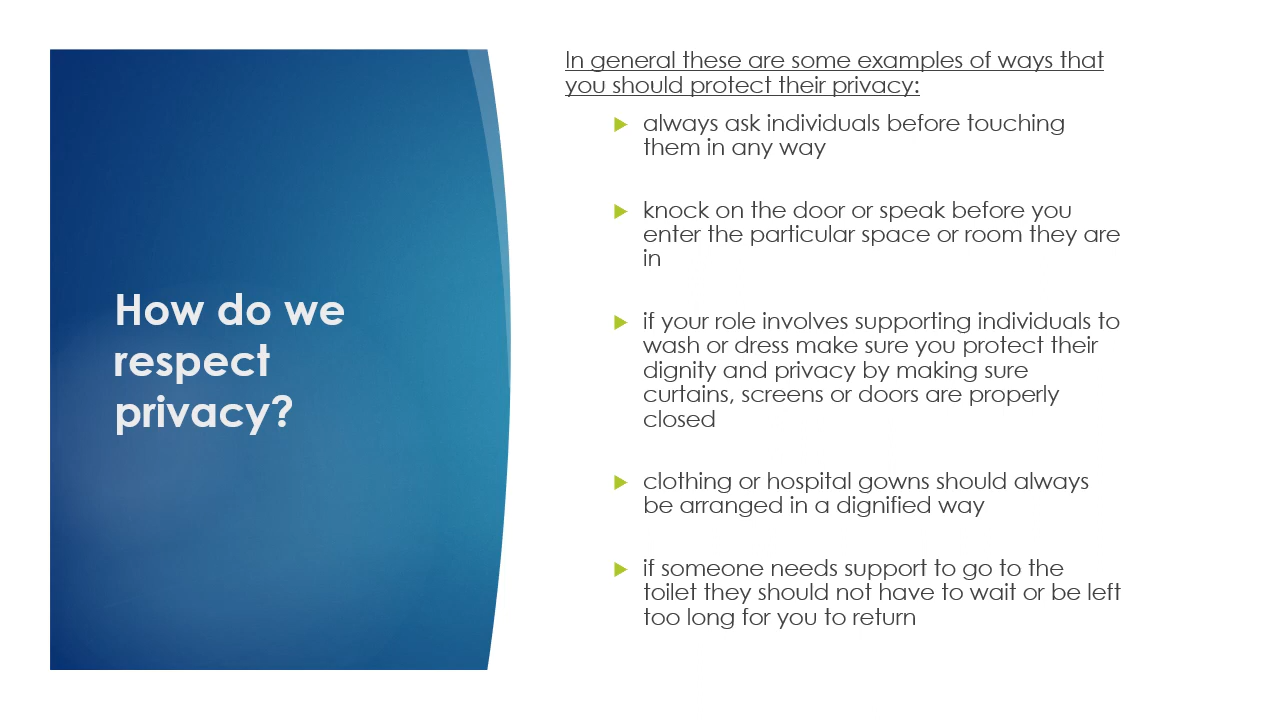 How do we
respect
privacy?
In general these are some examples of ways that
you should protect their privacy:
always ask individuals before touching
them in any way
knock on the door or speak before you
enter the particular space or room they are
in
if your role involves supporting individuals to
wash or dress make sure you protect their
dignity and privacy by making sure
curtains, screens or doors are properly
closed
clothing or hospital gowns should always
be arranged in a dignified way
if someone needs support to go to the
toilet they should not have to wait or be left
too long for you to return